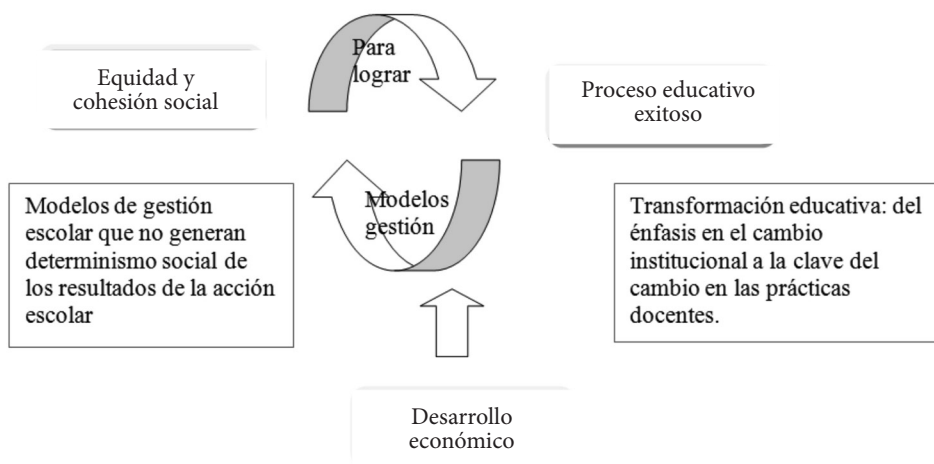 Para
lograr
Equidad y
cohesión social
Proceso educativo
exitoso
Modelos
gestión
Modelos de gestión
escolar que no generan
determinismo social de
los resultados de la acción
escolar
Transformación educativa: del
énfasis en el cambio
institucional a la clave del
cambio en las prácticas
docentes.
Desarrollo
económico